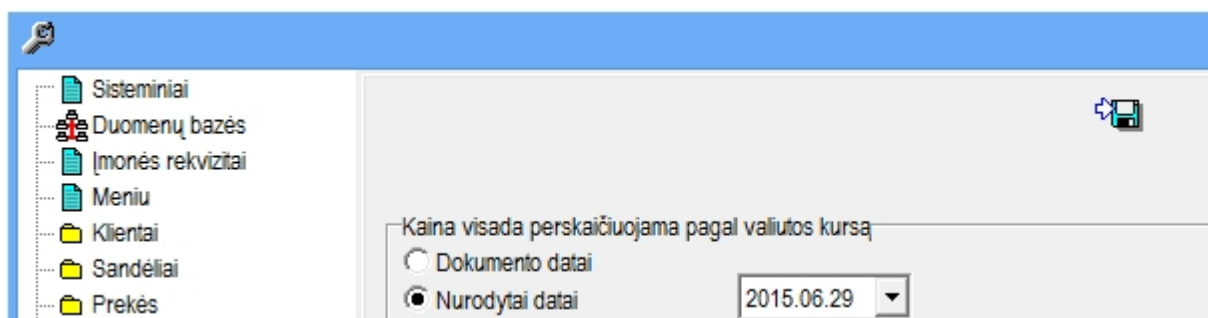 Sisteminiai
Duomenų bazės
Įmonės rekvizitai
Meniu
Klientai
Sandėliai
Prekės
Kaina visada perskaičiuojama pagal valiutos kursą
Dokumento datai
Nurodytai datai 2015.06.29